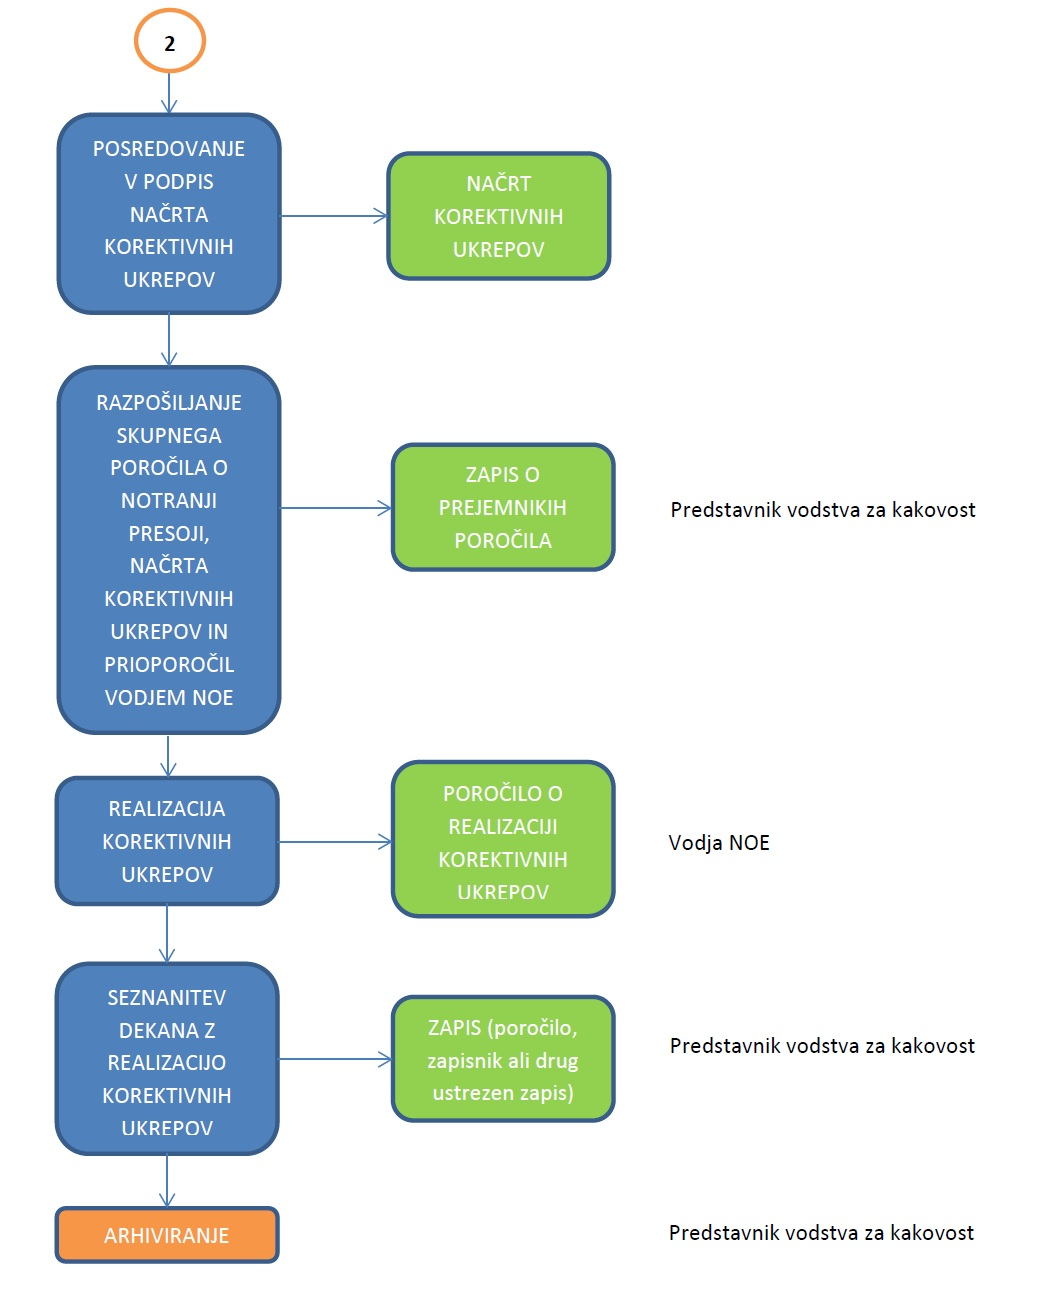 2
POSREDOVANJE
V PODPIS
NAČRTA
KOREKTIVNIH
UKREPOV
NAČRT
KOREKTIVNIH
UKREPOV
RAZPOŠILJANJE
SKUPNEGA
POROČILA O
NOTRANJI
PRESOJI,
NAČRTA
KOREKTIVNIH
UKREPOV IN
PRIOPOROČIL
VODJEM NOE
ZAPIS O
PREJEMNIKIH
POROČILA
Predstavnik vodstva za kakovost
REALIZACIJA
KOREKTIVNIH
UKREPOV
POROČILO O
REALIZACIJI
KOREKTIVNIH
UKREPOV
Vodja NOE
SEZNANITEV
DEKANA Z
REALIZACIJO
KOREKTIVNIH
UKREPOV
ZAPIS (poročilo,
zapisnik ali drug
ustrezen zapis)
Predstavnik vodstva za kakovost
ARHIVIRANJE
Predstavnik vodstva za kakovost